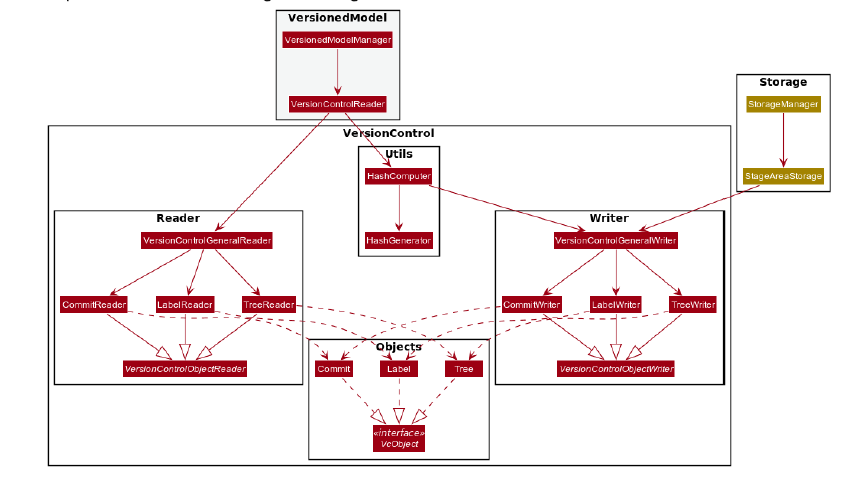 VersionedModel
VersionedModelManager
VersionControlReader
Storage
StorageManager
StageAreaStorage
VersionControl
Utils
HashComputer
HashGenerator
Reader
VersionControlGeneralReader
CommitReader
LabelReader
TreeReader
VersionControlObjectReader
Writer
VersionControlGeneralWriter
CommitWriter
LabelWriter
TreeWriter
VersionControlObjectWriter
Objects
Commit
Label
Tree
«interface»
VcObject